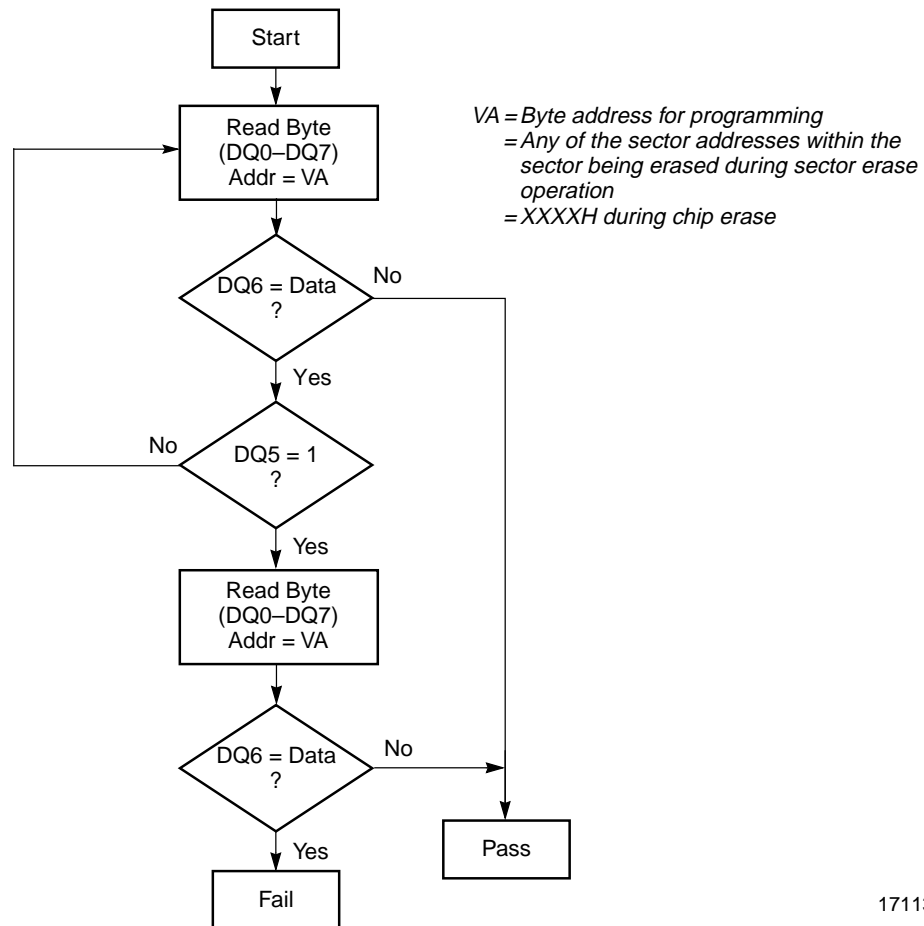 Start
Read Byte
(DQ0–DQ7)
Addr = VA
VA = Byte address for programming
= Any of the sector addresses within the
sector being erased during sector erase
operation
= XXXXH during chip erase
DQ6 = Data
?
No
Yes
No
DQ5 = 1
?
Yes
Read Byte
(DQ0–DQ7)
Addr = VA
DQ6 = Data
?
No
Yes
Pass
Fail